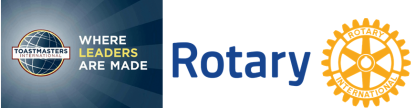 TOASTMASTERS
INTERNATIONAL
WHERE
LEADERS
ARE MADE
Rotary
ROTARY
INTERNATIONAL